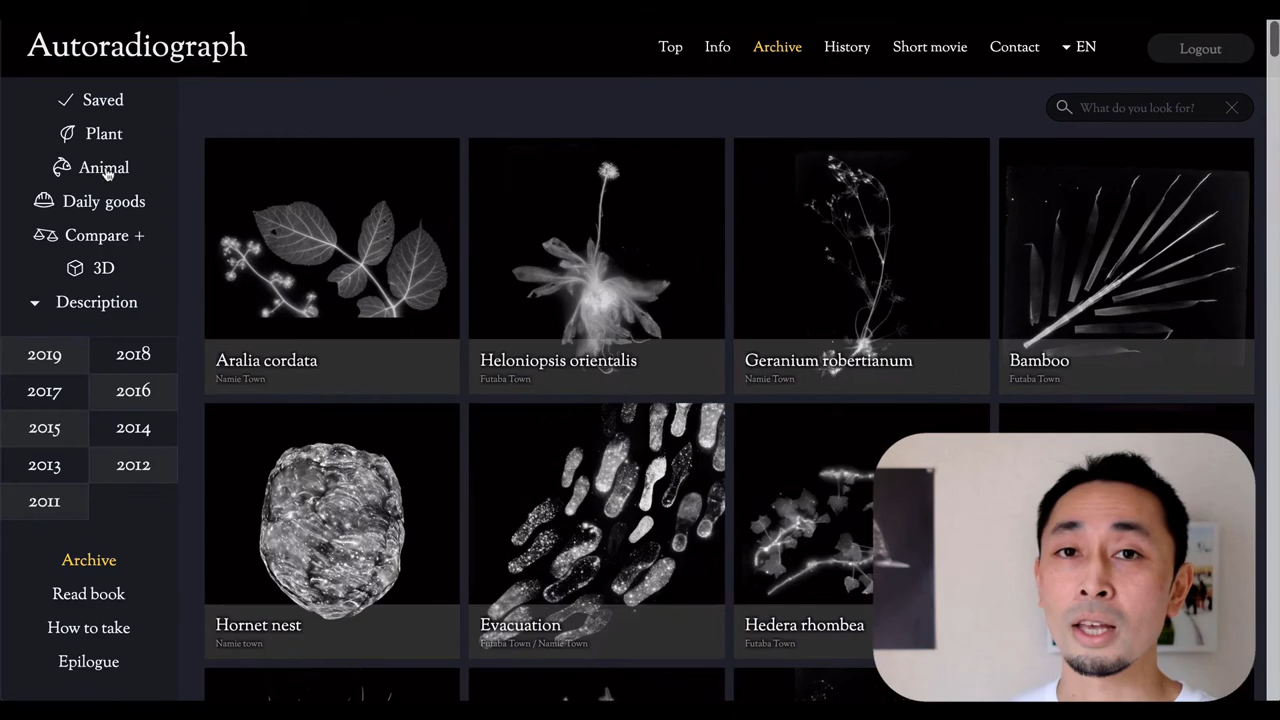 Autoradiograph
Top Info Archive History Short movie Contact EN Logout
Saved
Plant
Animal
Daily goods
Compare +
3D
Description
2019 2018
2017 2016
2015 2014
2013 2012
2011
Archive
Read book
How to take
Epilogue
What do you look for?
Aralia cordata
Namie Town
Heloniopsis orientalis
Futaba Town
Geranium robertianum
Namie Town
Bamboo
Futaba Town
Hornet nest
Namie town
Evacuation
Futaba Town / Namie Town
Hedera rhombea
Futaba Town